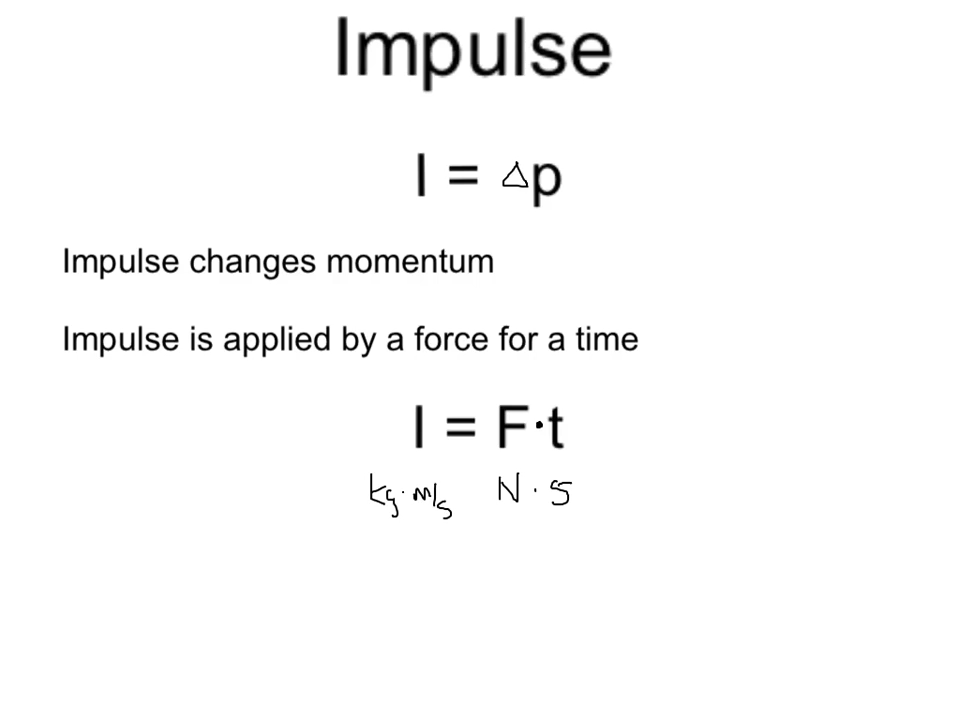 Impulse
I = △p
Impulse changes momentum
Impulse is applied by a force for a time
I = F·t
kg·m/s N·s